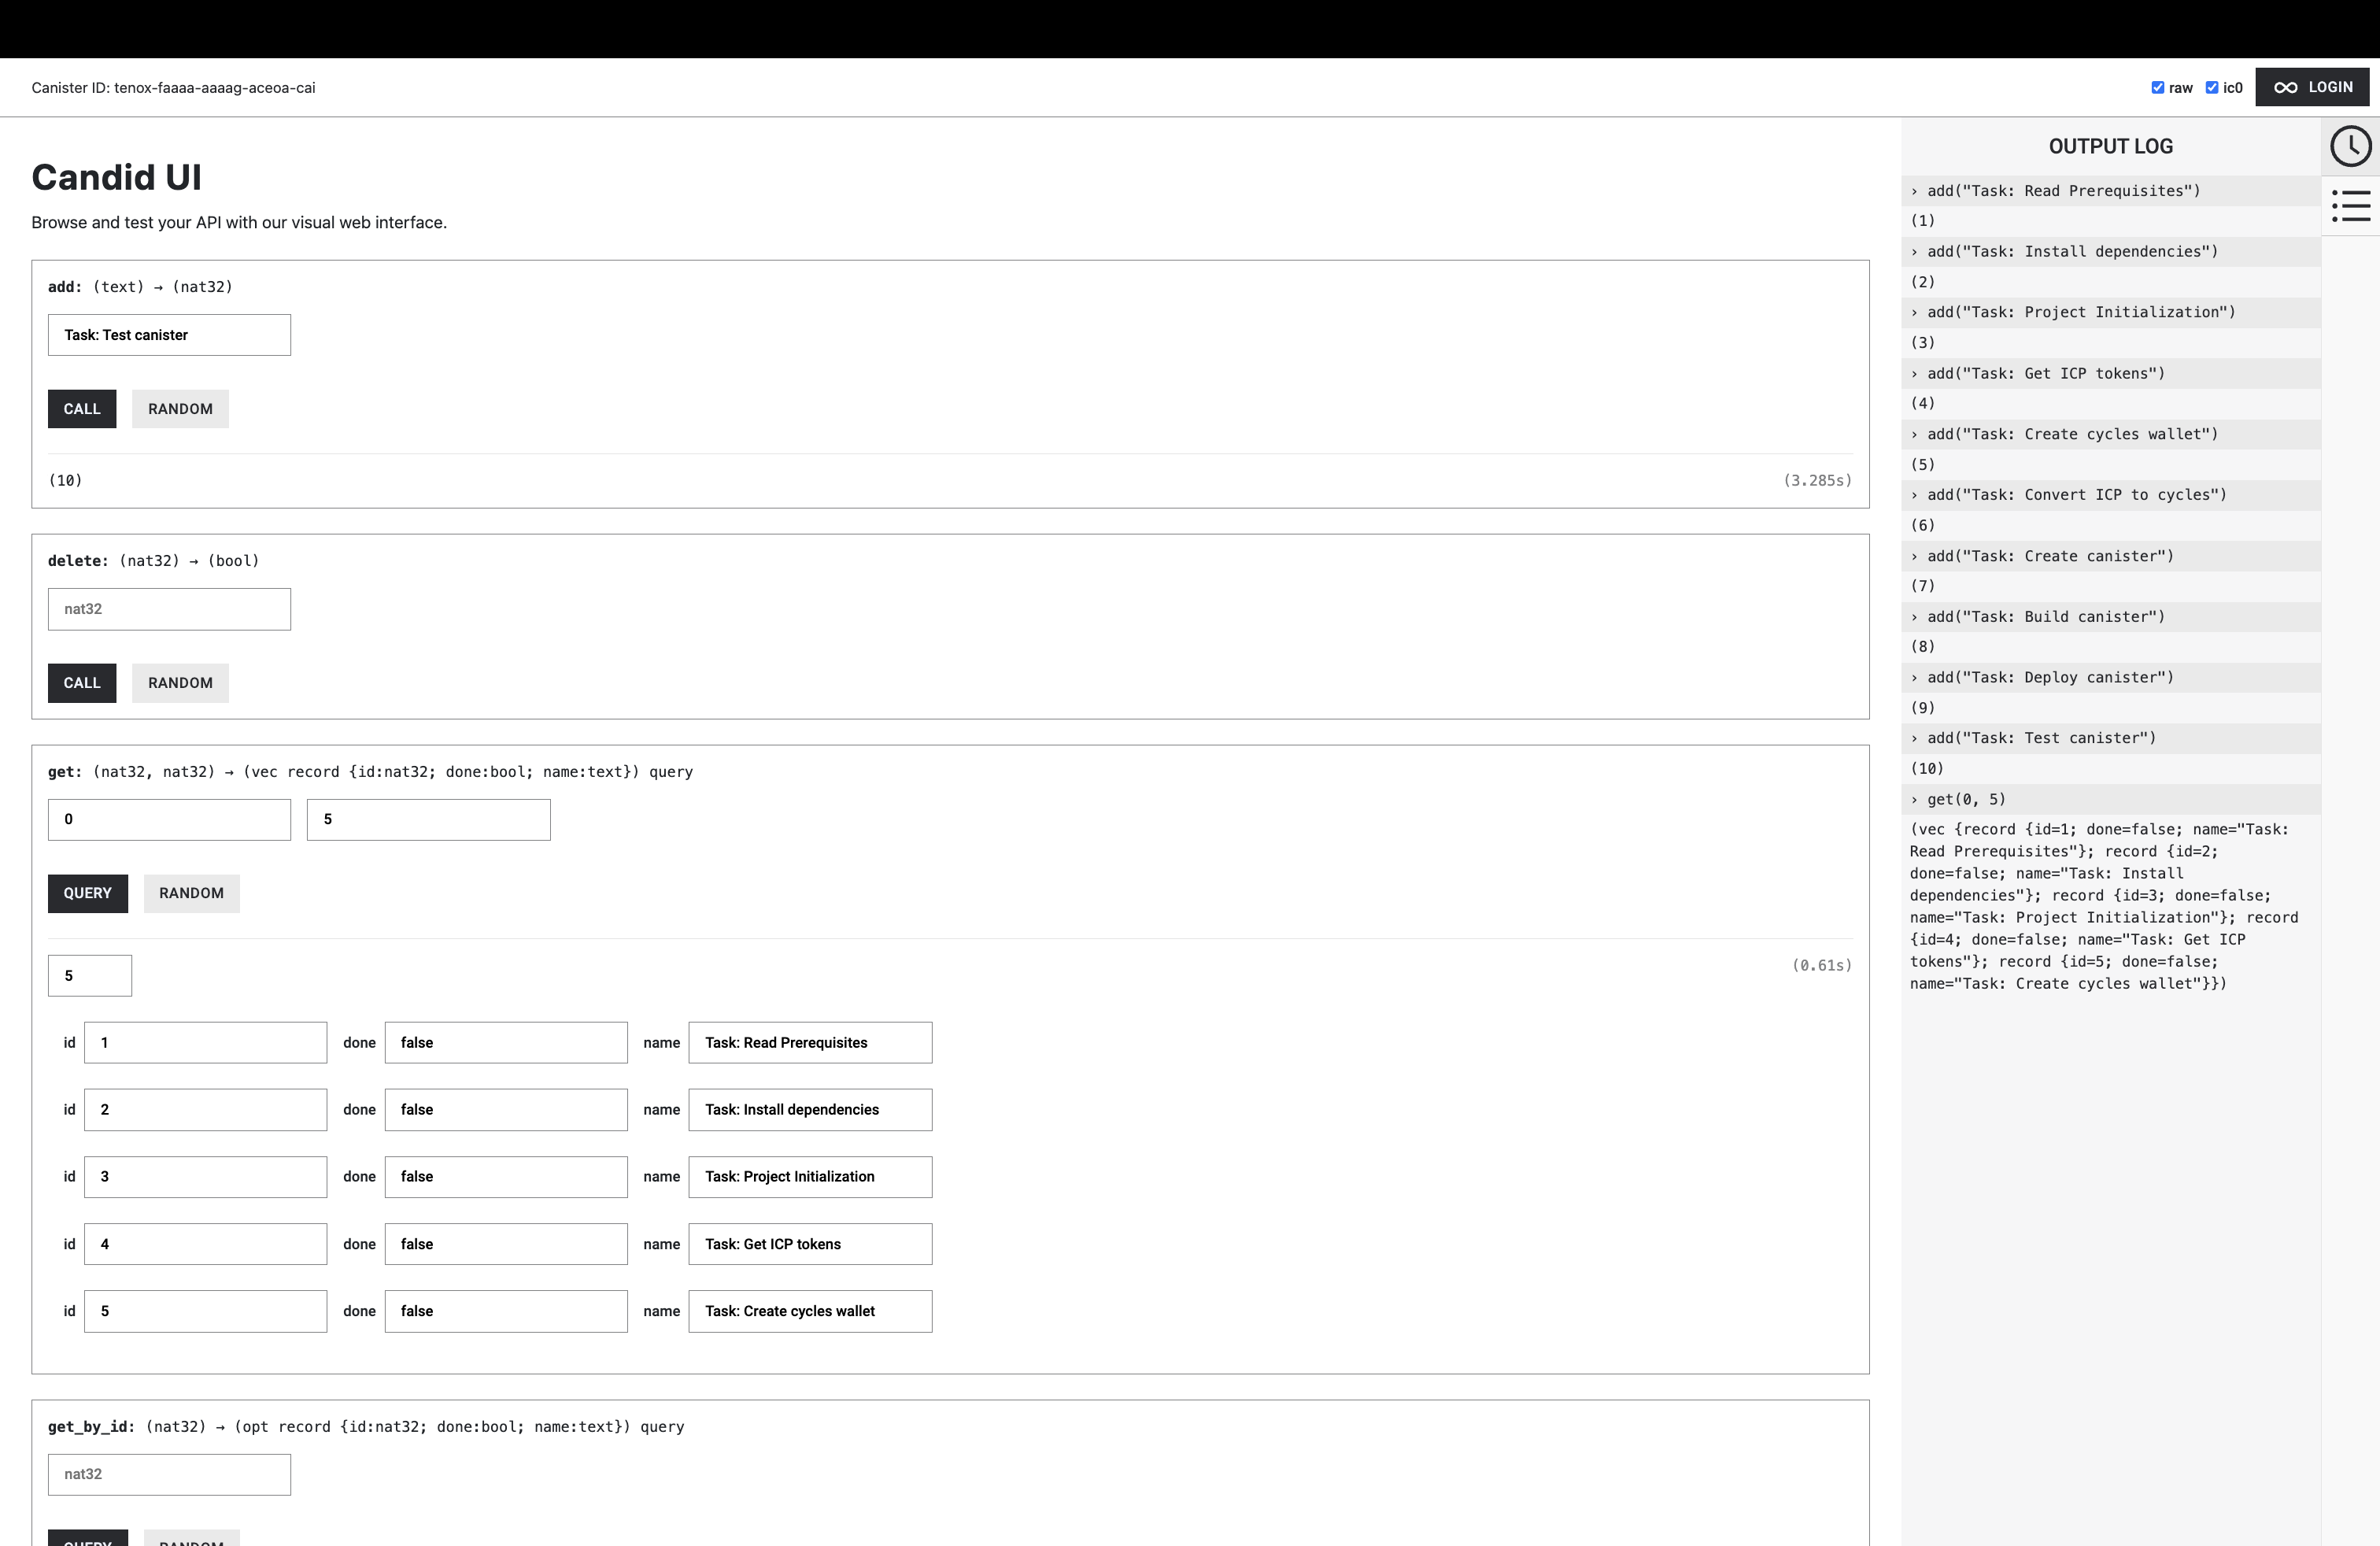 Canister ID: tenox-faaaa-aaaag-aceoa-cai
raw ic0 LOGIN
Candid UI
Browse and test your API with our visual web interface.
add: (text) → (nat32)
Task: Test canister
CALL RANDOM
(10) (3.285s)
delete: (nat32) → (bool)
nat32
CALL RANDOM
get: (nat32, nat32) → (vec record {id:nat32; done:bool; name:text}) query
0 5
QUERY RANDOM
5 (0.61s)
id 1 done false name Task: Read Prerequisites
id 2 done false name Task: Install dependencies
id 3 done false name Task: Project Initialization
id 4 done false name Task: Get ICP tokens
id 5 done false name Task: Create cycles wallet
get_by_id: (nat32) → (opt record {id:nat32; done:bool; name:text}) query
nat32
QUERY RANDOM
OUTPUT LOG
› add("Task: Read Prerequisites")
(1)
› add("Task: Install dependencies")
(2)
› add("Task: Project Initialization")
(3)
› add("Task: Get ICP tokens")
(4)
› add("Task: Create cycles wallet")
(5)
› add("Task: Convert ICP to cycles")
(6)
› add("Task: Create canister")
(7)
› add("Task: Build canister")
(8)
› add("Task: Deploy canister")
(9)
› add("Task: Test canister")
(10)
› get(0, 5)
(vec {record {id=1; done=false; name="Task:
Read Prerequisites"}; record {id=2;
done=false; name="Task: Install
dependencies"}; record {id=3; done=false;
name="Task: Project Initialization"}; record
{id=4; done=false; name="Task: Get ICP
tokens"}; record {id=5; done=false;
name="Task: Create cycles wallet"}})